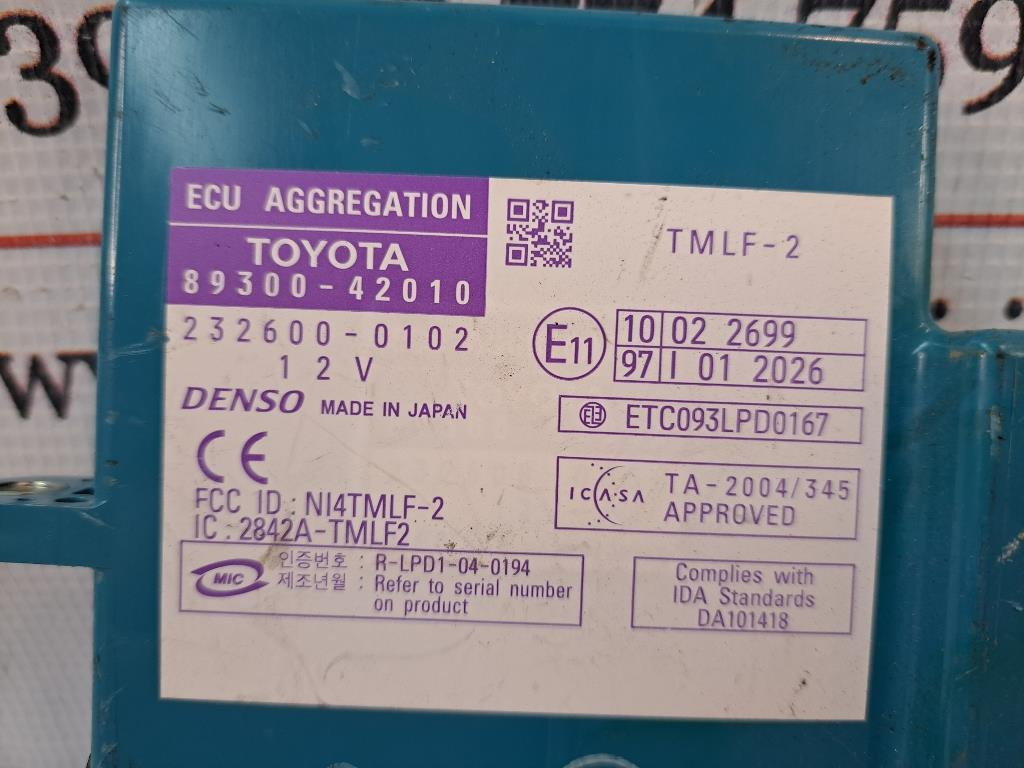 ECU AGGREGATION
TOYOTA
89300-42010
232600-0102
12V
DENSO MADE IN JAPAN
CE
FCC ID : NI4TMLF-2
IC : 2842A-TMLF2
MIC
인증번호 : R-LPD1-04-0194
제조년월 : Refer to serial number
on product
TMLF-2
E11
10 02 2699
97 I 01 2026
ETC093LPD0167
ICASA
TA-2004/345
APPROVED
Complies with
IDA Standards
DA101418